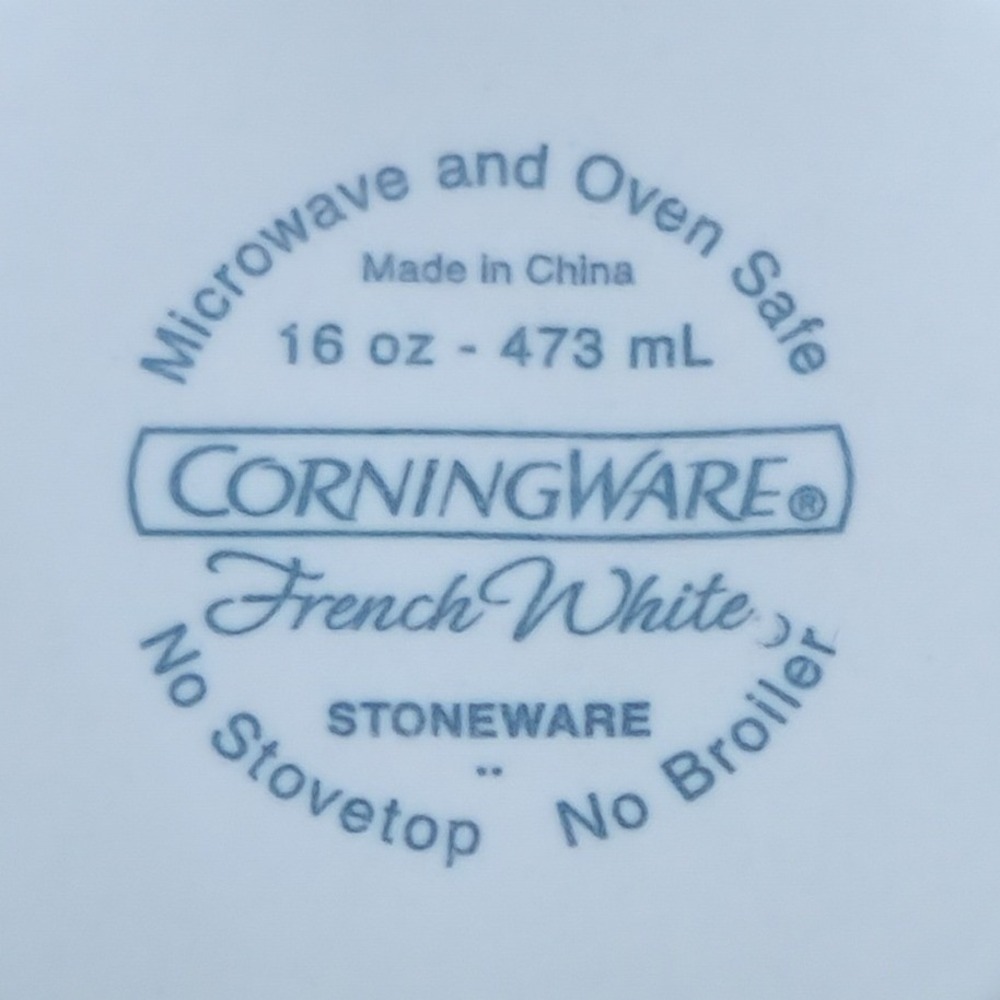 Microwave and Oven Safe
Made in China
16 oz - 473 mL
CORNINGWARE®
French White
STONEWARE
No Stovetop No Broiler